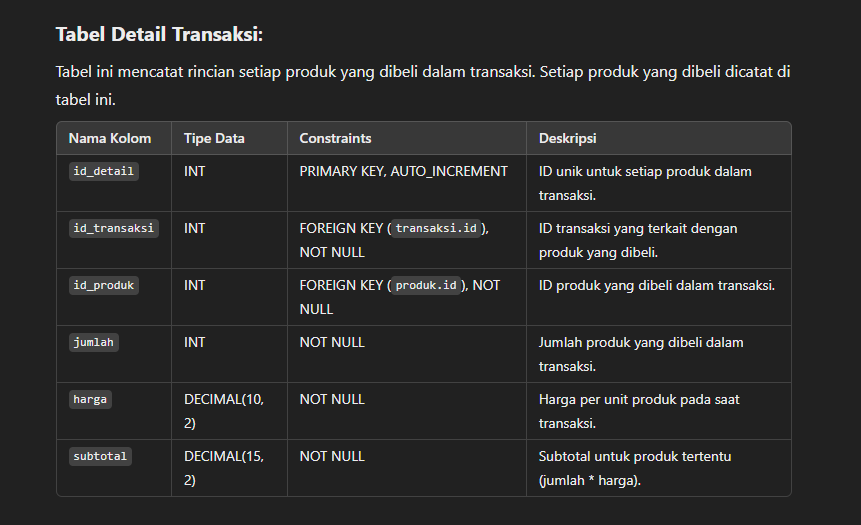 Tabel Detail Transaksi:
Tabel ini mencatat rincian setiap produk yang dibeli dalam transaksi. Setiap produk yang dibeli dicatat di
tabel ini.
Nama Kolom Tipe Data Constraints Deskripsi
id_detail INT PRIMARY KEY, AUTO_INCREMENT ID unik untuk setiap produk dalam
transaksi.
id_transaksi INT FOREIGN KEY (transaksi.id), ID transaksi yang terkait dengan
NOT NULL produk yang dibeli.
id_produk INT FOREIGN KEY (produk.id), NOT ID produk yang dibeli dalam transaksi.
NULL
jumlah INT NOT NULL Jumlah produk yang dibeli dalam
transaksi.
harga DECIMAL(10, NOT NULL Harga per unit produk pada saat
2) transaksi.
subtotal DECIMAL(15, NOT NULL Subtotal untuk produk tertentu
2) (jumlah * harga).